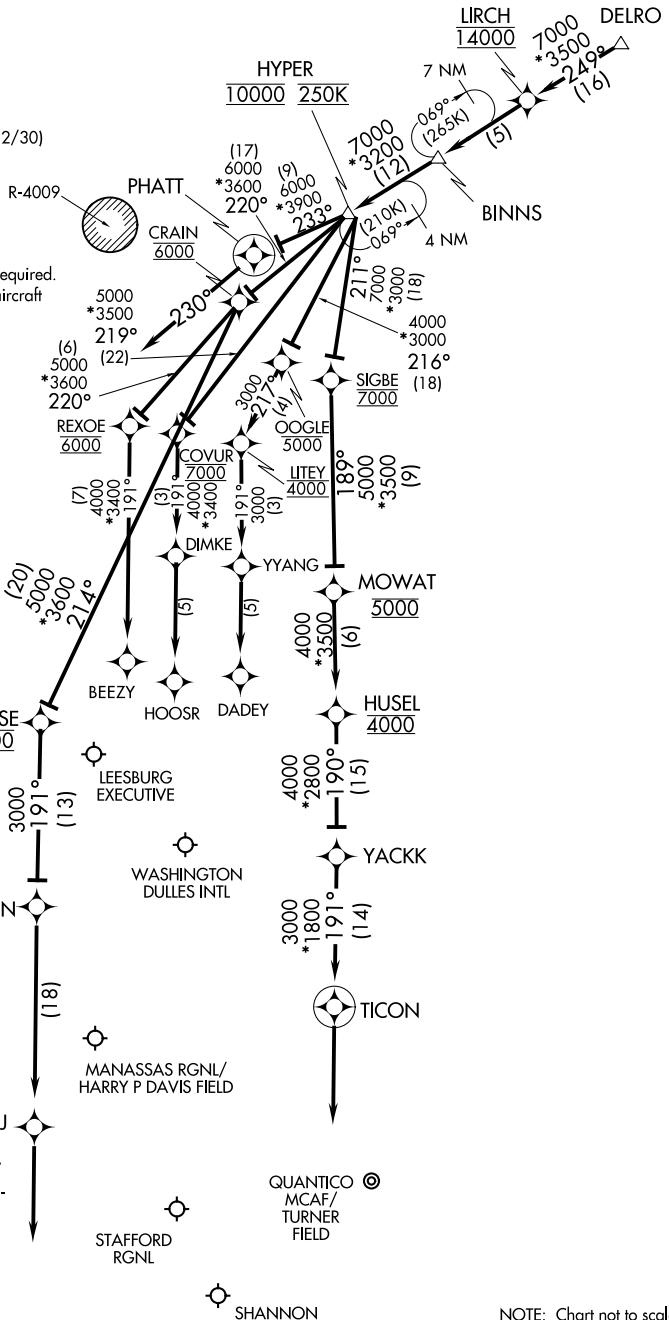 LIRCH
14000
DELRO
7000
*3500
249°
(16)
7 NM
HYPER
10000 250K
069°
(265K)
(5)
7000
*3200
(12)
BINNS
(210K)
069°
4 NM
2/30)
R-4009
PHATT
(17)
6000
*3600
220°
(9)
6000
*3900
233°
CRAIN
6000
equired.
ircraft
230°
5000
*3500
219°
(22)
(6)
5000
*3600
220°
211°
7000
*3000
(18)
4000
*3000
216°
(18)
3000
217°
(4)
SIGBE
7000
OOGLE
5000
REXOE
6000
COVUR
7000
LITEY
4000
(7)
4000
*3400
191°
(3)
191°
4000
*3400
191°
3000
(3)
189°
5000
*3500
(9)
DIMKE
YYANG
MOWAT
5000
(20)
5000
*3600
214°
(5)
(5)
4000
*3500
(6)
BEEZY
HOOSR
DADEY
HUSEL
4000
SE
00
LEESBURG
EXECUTIVE
3000
191°
(13)
4000
*2800
190°
(15)
WASHINGTON
DULLES INTL
YACKK
N
3000
*1800
191°
(14)
(18)
TICON
MANASSAS RGNL/
HARRY P DAVIS FIELD
J
QUANTICO
MCAF/
TURNER
FIELD
STAFFORD
RGNL
SHANNON
NOTE: Chart not to scal